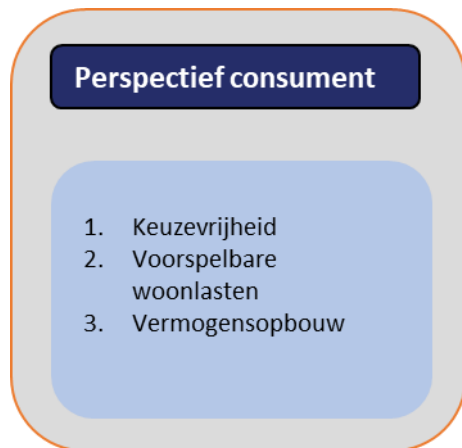 Perspectief consument
1. Keuzevrijheid
2. Voorspelbare
woonlasten
3. Vermogensopbouw